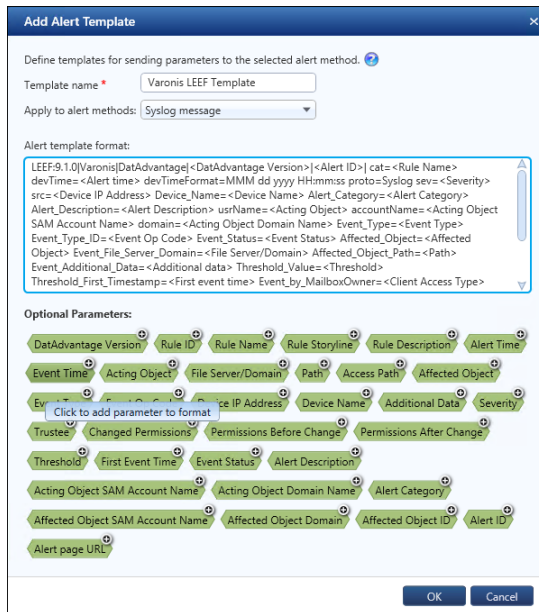 Add Alert Template
Define templates for sending parameters to the selected alert method.
Template name *
Varonis LEEF Template
Apply to alert methods:
Syslog message
Alert template format:
LEEF:9.1.0|Varonis|DatAdvantage|<DatAdvantage Version>|<Alert ID>| cat=<Rule Name>
devTime=<Alert time> devTimeFormat=MMM dd yyyy HH:mm:ss proto=Syslog sev=<Severity>
src=<Device IP Address> Device_Name=<Device Name> Alert_Category=<Alert Category>
Alert_Description=<Alert Description> usrName=<Acting Object> accountName=<Acting Object
SAM Account Name> domain=<Acting Object Domain Name> Event_Type=<Event Type>
Event_Type_ID=<Event Op Code> Event_Status=<Event Status> Affected_Object=<Affected
Object> Event_File_Server_Domain=<File Server/Domain> Affected_Object_Path=<Path>
Event_Additional_Data=<Additional data> Threshold_Value=<Threshold>
Threshold_First_Timestamp=<First event time> Event_by_MailboxOwner=<Client Access Type>
Optional Parameters:
DatAdvantage Version Rule ID Rule Name Rule Storyline Rule Description Alert Time
Event Time Acting Object File Server/Domain Path Access Path Affected Object
Device IP Address Device Name Additional Data Severity
Click to add parameter to format
Trustee Changed Permissions Permissions Before Change Permissions After Change
Threshold First Event Time Event Status Alert Description
Acting Object SAM Account Name Acting Object Domain Name Alert Category
Affected Object SAM Account Name Affected Object Domain Affected Object ID Alert ID
Alert page URL
OK Cancel